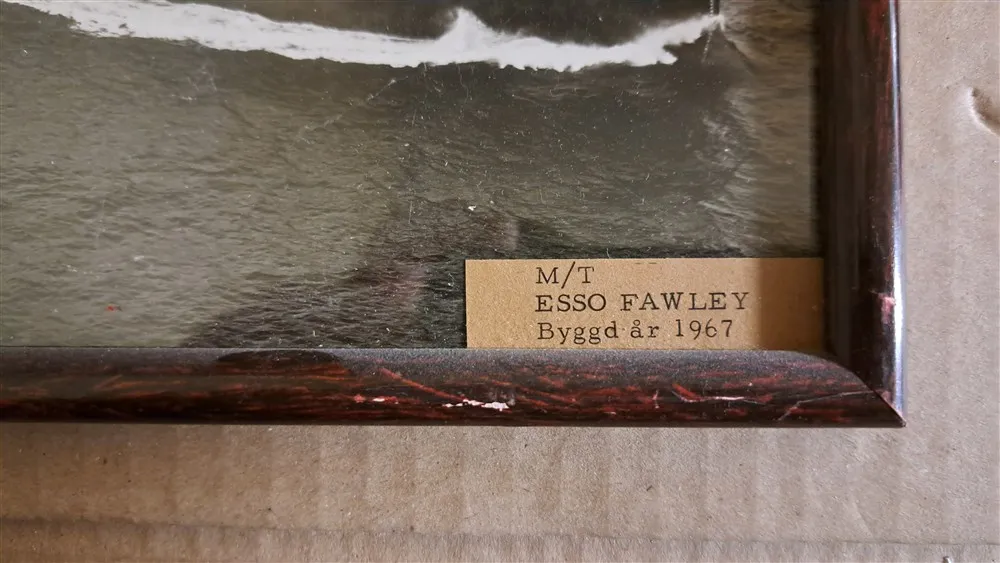 M/T
ESSO FAWLEY
Byggd år 1967